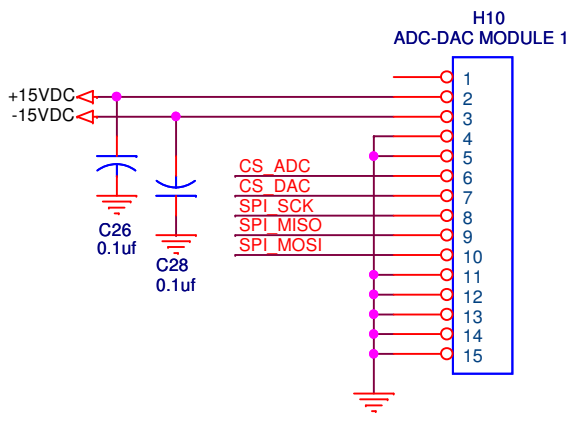 H10
ADC-DAC MODULE 1
1
+15VDC
2
-15VDC
3
4
5
CS_ADC
6
CS_DAC
7
SPI_SCK
8
SPI_MISO
9
SPI_MOSI
10
11
12
13
14
15
C26
0.1uf
C28
0.1uf